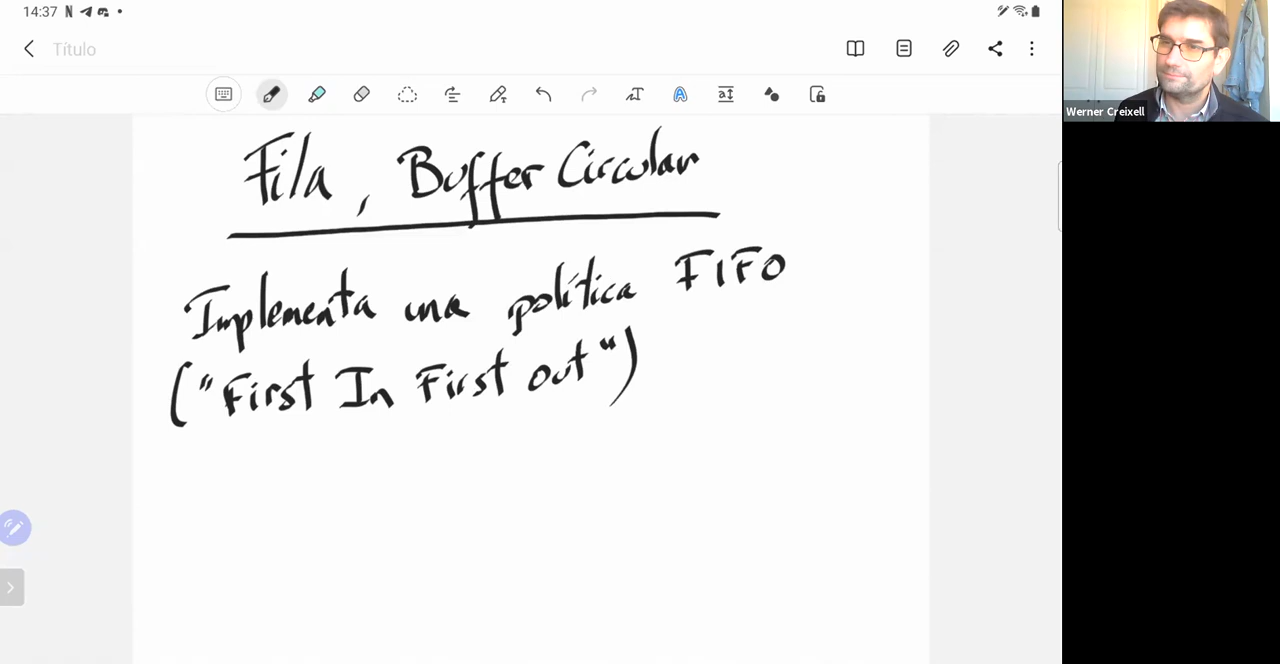 14:37
Título
Werner Creixell
Fila, Buffer Circular
Implementa una política FIFO
("First In First out")